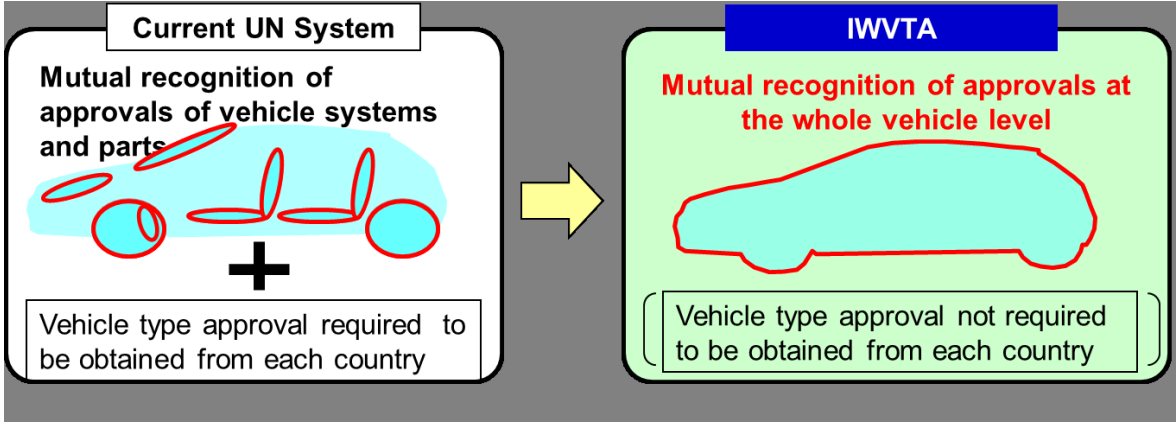 Current UN System
Mutual recognition of
approvals of vehicle systems
and parts
+
Vehicle type approval required to
be obtained from each country
IWVTA
Mutual recognition of approvals at
the whole vehicle level
Vehicle type approval not required
to be obtained from each country